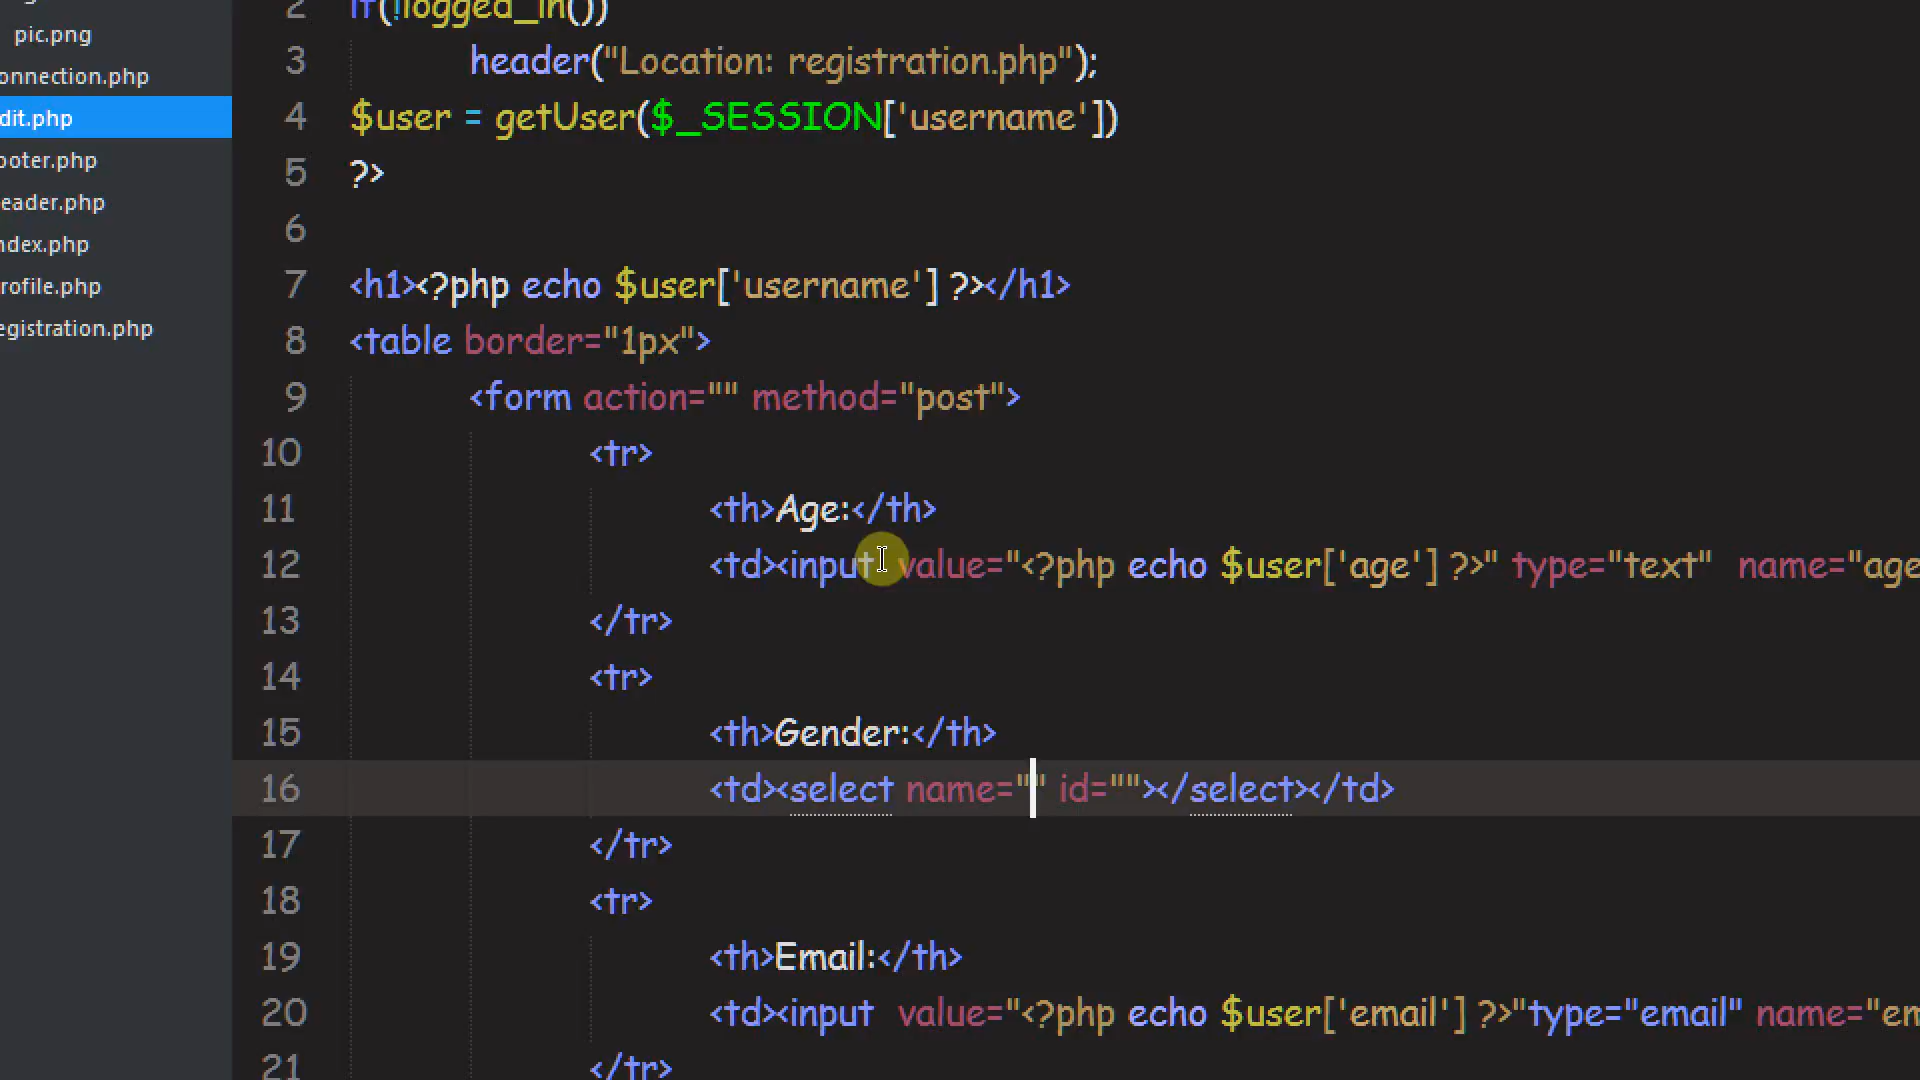 pic.png
onnection.php
dit.php
ooter.php
eader.php
ndex.php
rofile.php
egistration.php
2 if(!logged_in())
3 header("Location: registration.php");
4 $user = getUser($_SESSION['username'])
5 ?>
6
7 <h1><?php echo $user['username'] ?></h1>
8 <table border="1px">
9 <form action="" method="post">
10 <tr>
11 <th>Age:</th>
12 <td><input value="<?php echo $user['age'] ?>" type="text"  name="age
13 </tr>
14 <tr>
15 <th>Gender:</th>
16 <td><select name="" id=""></select></td>
17 </tr>
18 <tr>
19 <th>Email:</th>
20 <td><input  value="<?php echo $user['email'] ?>"type="email" name="em
21 </tr>